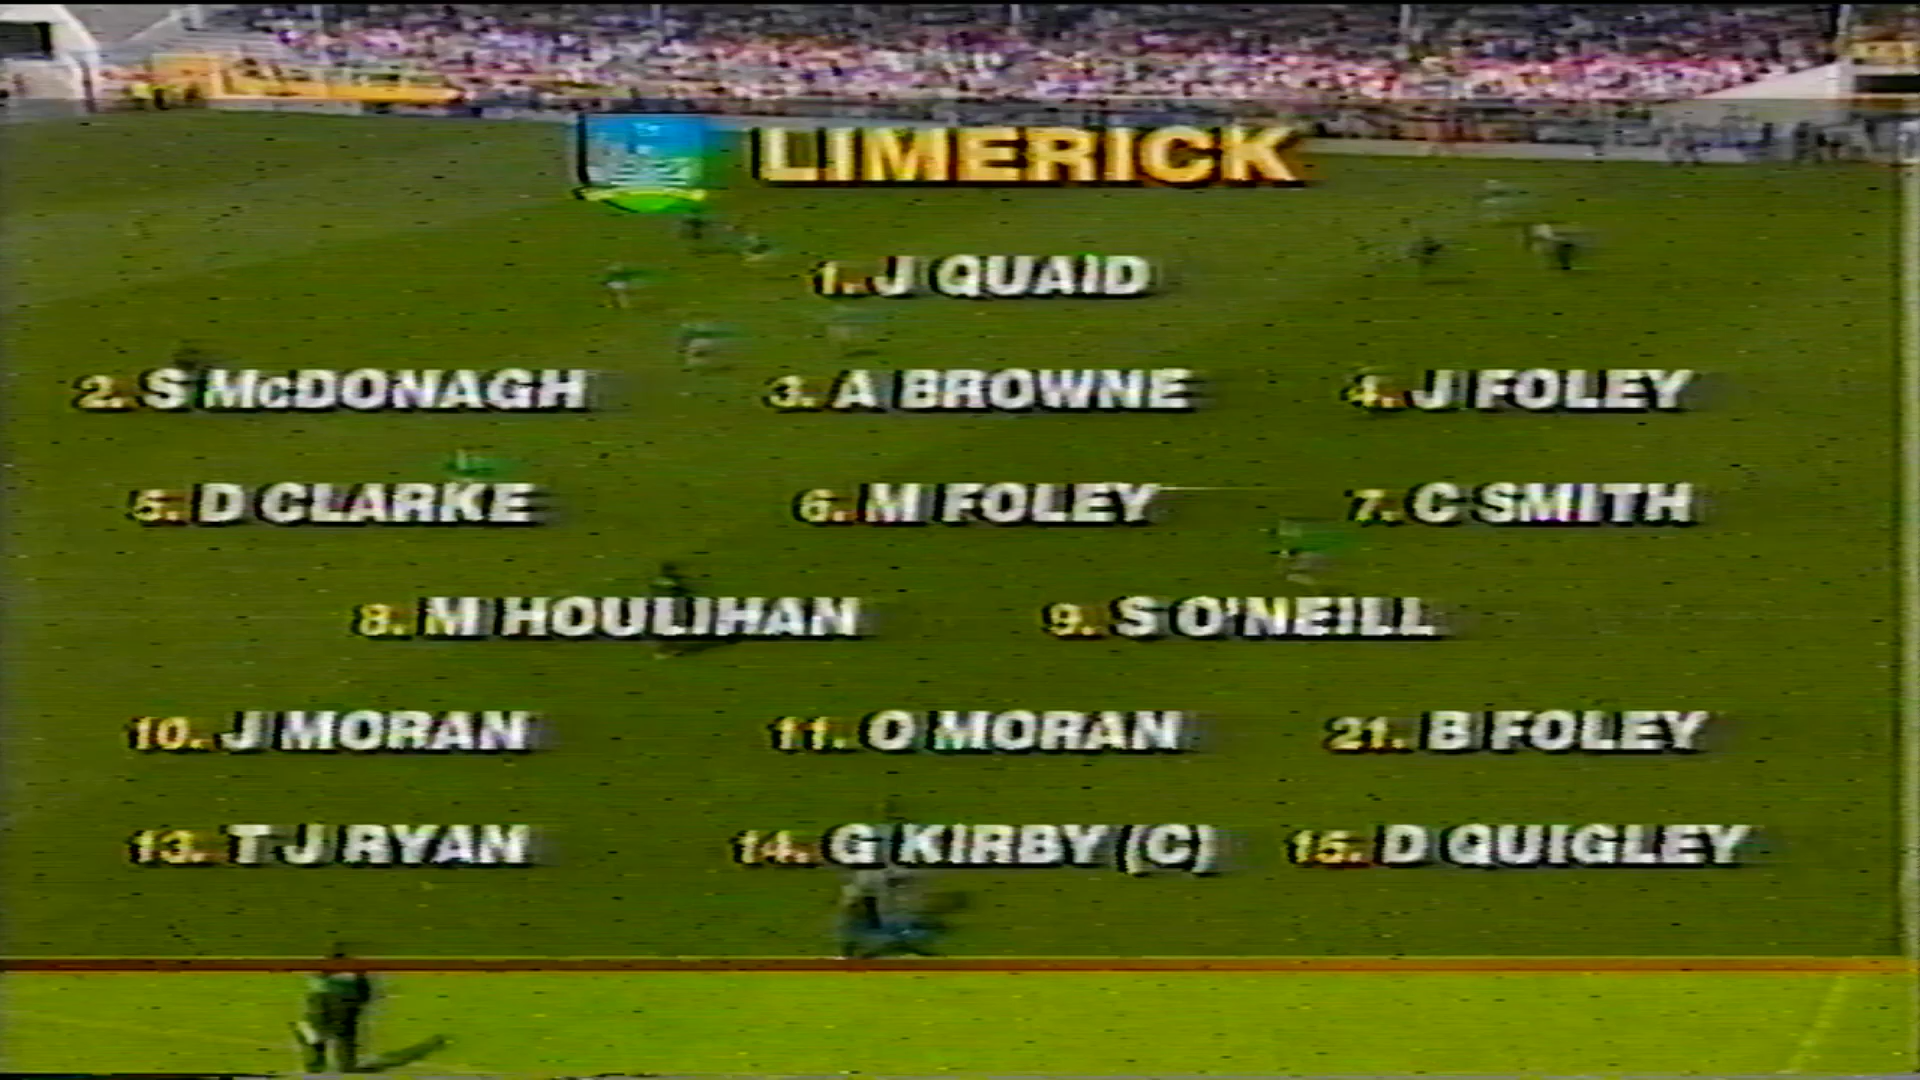 LIMERICK
1. J QUAID
2. S McDONAGH 3. A BROWNE 4. J FOLEY
5. D CLARKE 6. M FOLEY 7. C SMITH
8. M HOULIHAN 9. S O'NEILL
10. J MORAN 11. O MORAN 21. B FOLEY
13. T J RYAN 14. G KIRBY (C) 15. D QUIGLEY